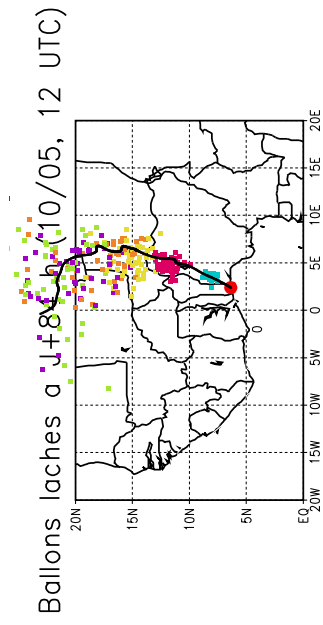 Ballons laches a J+8 (10/05, 12 UTC)
20N
15N
10N
5N
EQ
20W
15W
10W
5W
0
5E
10E
15E
20E
0